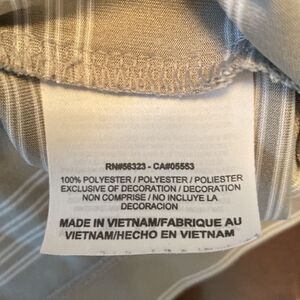 RN#56323 - CA#05553
100% POLYESTER / POLYESTER / POLIESTER
EXCLUSIVE OF DECORATION / DECORATION
NON COMPRISE / NO INCLUYE LA
DECORACIÓN
MADE IN VIETNAM/FABRIQUE AU
VIETNAM/HECHO EN VIETNAM